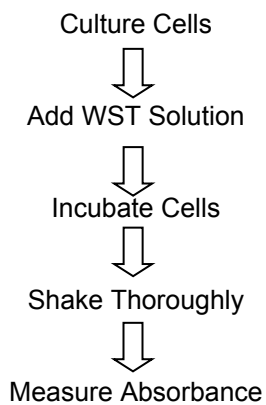 Culture Cells
Add WST Solution
Incubate Cells
Shake Thoroughly
Measure Absorbance